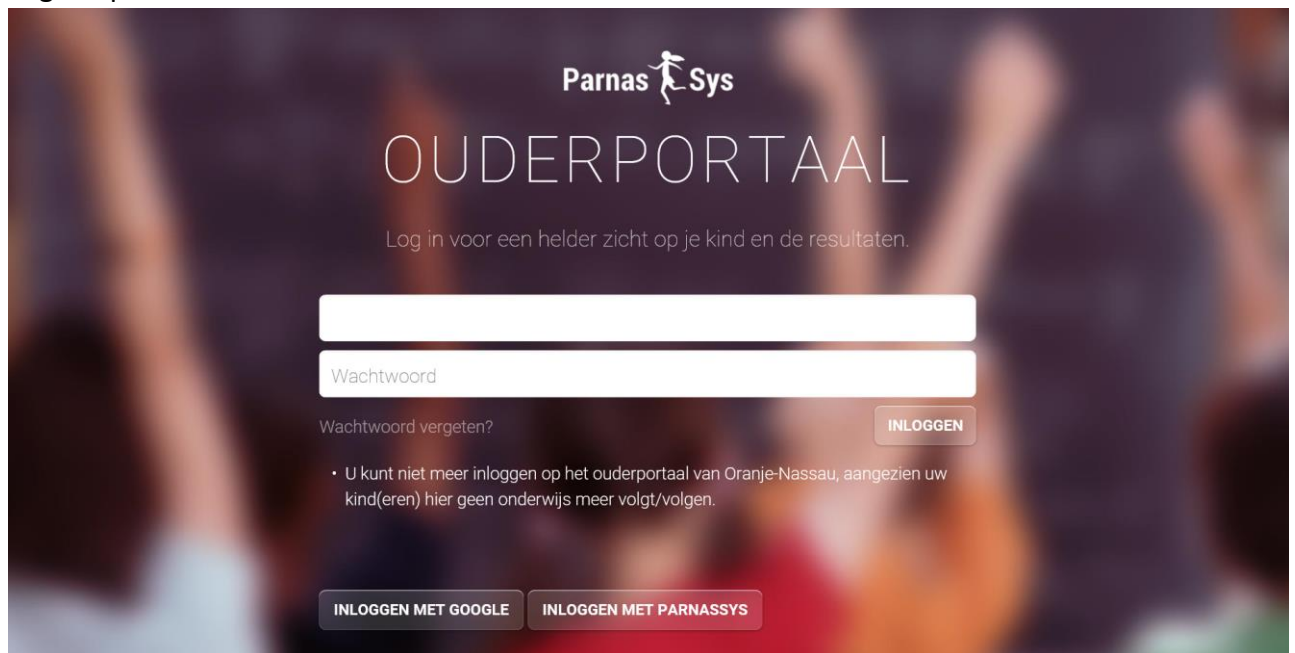 Parnas Sys
OUDERPORTAAL
Log in voor een helder zicht op je kind en de resultaten.
Wachtwoord
Wachtwoord vergeten?
INLOGGEN
• U kunt niet meer inloggen op het ouderportaal van Oranje-Nassau, aangezien uw
kind(eren) hier geen onderwijs meer volgt/volgen.
INLOGGEN MET GOOGLE
INLOGGEN MET PARNASSYS